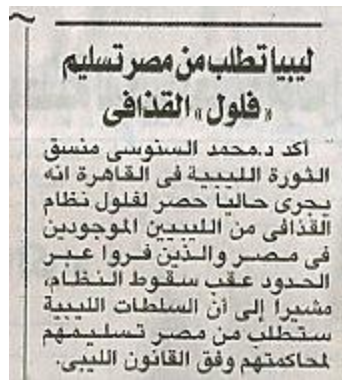 ليبيا تطلب من مصر تسليم
« فلول » القذافى
أكد د.محمد السنوسى منسق
الثورة الليبية فى القاهرة انه
يجرى حاليا حصر لفلول نظام
القذافى من الليبيين الموجودين
فى مصر والذين فروا عبر
الحدود عقب سقوط النظام،
مشيرا إلى أن السلطات الليبية
ستطلب من مصر تسليمهم
لمحاكمتهم وفق القانون الليبى.